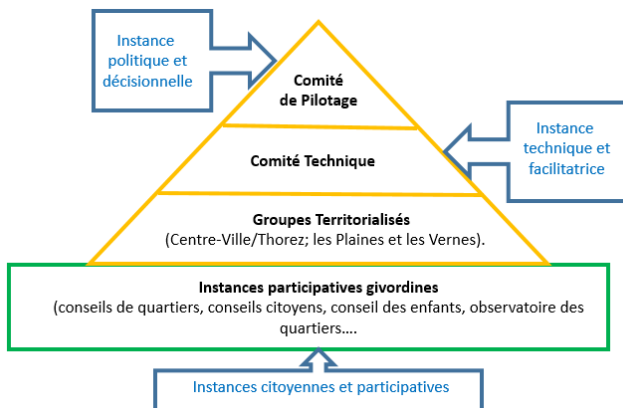 Instance
politique et
décisionnelle
Comité
de Pilotage
Instance
technique et
facilitatrice
Comité Technique
Groupes Territorialisés
(Centre-Ville/Thorez; les Plaines et les Vernes).
Instances participatives givordines
(conseils de quartiers, conseils citoyens, conseil des enfants, observatoire des
quartiers....
Instances citoyennes et participatives